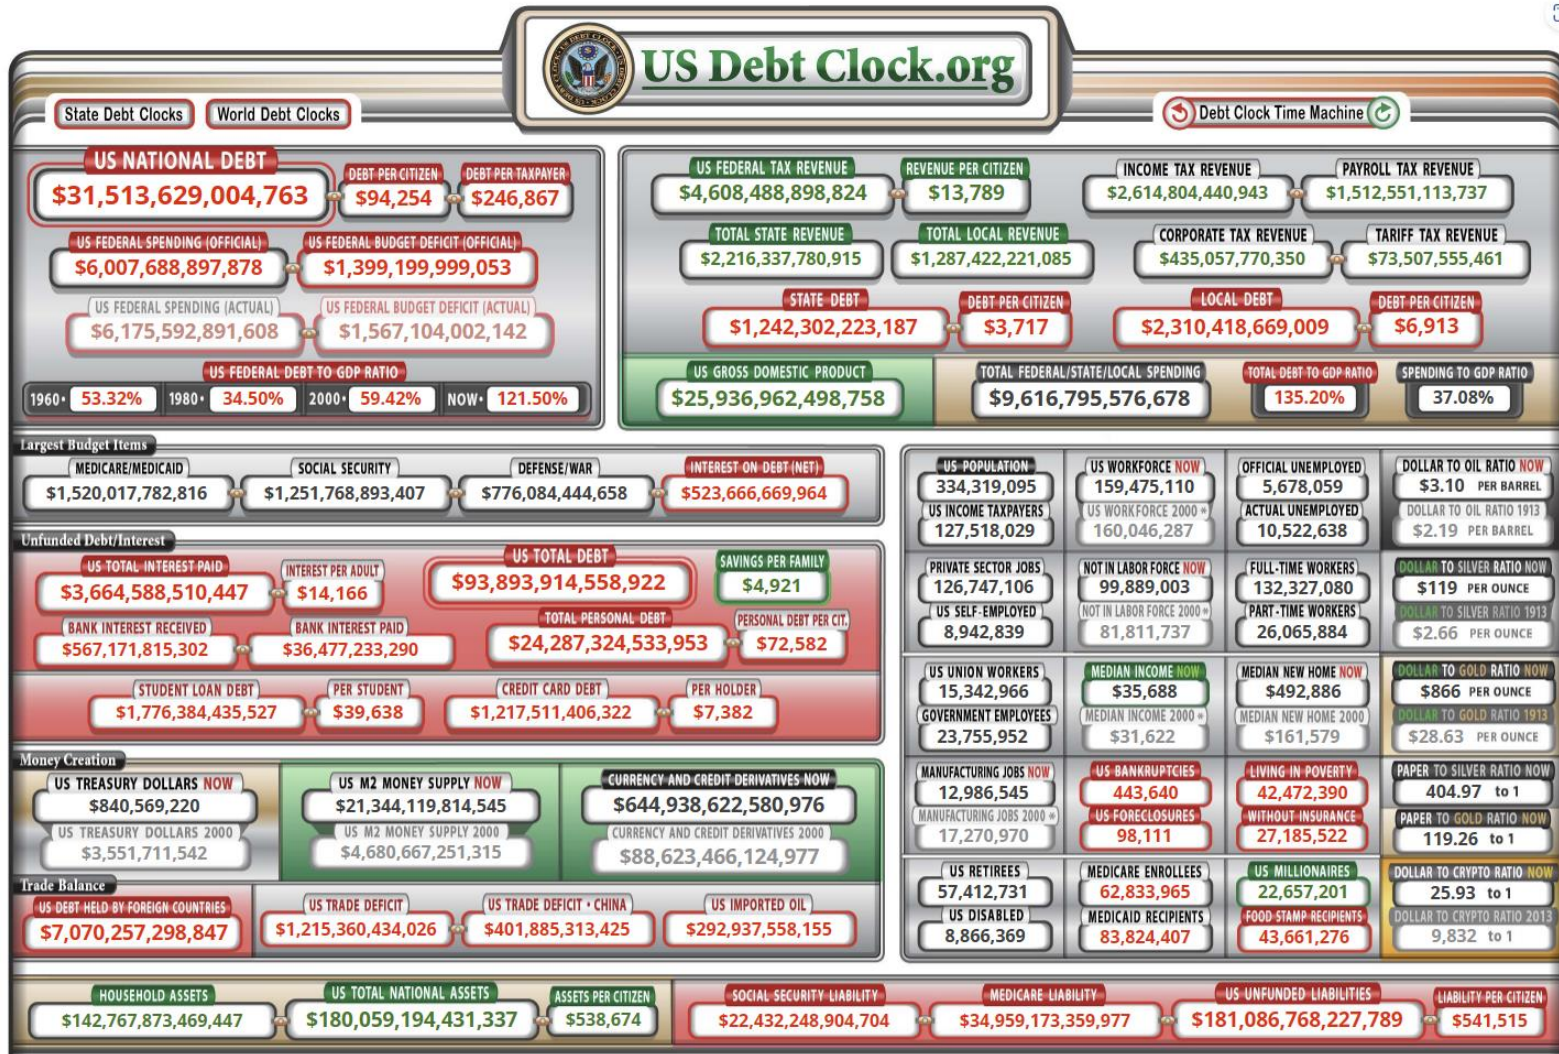 US Debt Clock.org
State Debt Clocks
World Debt Clocks
Debt Clock Time Machine
US NATIONAL DEBT
$31,513,629,004,763
DEBT PER CITIZEN
$94,254
DEBT PER TAXPAYER
$246,867
US FEDERAL SPENDING (OFFICIAL)
$6,007,688,897,878
US FEDERAL BUDGET DEFICIT (OFFICIAL)
$1,399,199,999,053
US FEDERAL SPENDING (ACTUAL)
$6,175,592,891,608
US FEDERAL BUDGET DEFICIT (ACTUAL)
$1,567,104,002,142
US FEDERAL DEBT TO GDP RATIO
1960• 53.32% 1980• 34.50% 2000• 59.42% NOW• 121.50%
US FEDERAL TAX REVENUE
$4,608,488,898,824
REVENUE PER CITIZEN
$13,789
INCOME TAX REVENUE
$2,614,804,440,943
PAYROLL TAX REVENUE
$1,512,551,113,737
TOTAL STATE REVENUE
$2,216,337,780,915
TOTAL LOCAL REVENUE
$1,287,422,221,085
CORPORATE TAX REVENUE
$435,057,770,350
TARIFF TAX REVENUE
$73,507,555,461
STATE DEBT
$1,242,302,223,187
DEBT PER CITIZEN
$3,717
LOCAL DEBT
$2,310,418,669,009
DEBT PER CITIZEN
$6,913
US GROSS DOMESTIC PRODUCT
$25,936,962,498,758
TOTAL FEDERAL/STATE/LOCAL SPENDING
$9,616,795,576,678
TOTAL DEBT TO GDP RATIO
135.20%
SPENDING TO GDP RATIO
37.08%
Largest Budget Items
MEDICARE/MEDICAID
$1,520,017,782,816
SOCIAL SECURITY
$1,251,768,893,407
DEFENSE/WAR
$776,084,444,658
INTEREST ON DEBT (NET)
$523,666,669,964
Unfunded Debt/Interest
US TOTAL INTEREST PAID
$3,664,588,510,447
INTEREST PER ADULT
$14,166
US TOTAL DEBT
$93,893,914,558,922
SAVINGS PER FAMILY
$4,921
BANK INTEREST RECEIVED
$567,171,815,302
BANK INTEREST PAID
$36,477,233,290
TOTAL PERSONAL DEBT
$24,287,324,533,953
PERSONAL DEBT PER CIT.
$72,582
STUDENT LOAN DEBT
$1,776,384,435,527
PER STUDENT
$39,638
CREDIT CARD DEBT
$1,217,511,406,322
PER HOLDER
$7,382
Money Creation
US TREASURY DOLLARS NOW
$840,569,220
US TREASURY DOLLARS 2000
$3,551,711,542
US M2 MONEY SUPPLY NOW
$21,344,119,814,545
US M2 MONEY SUPPLY 2000
$4,680,667,251,315
CURRENCY AND CREDIT DERIVATIVES NOW
$644,938,622,580,976
CURRENCY AND CREDIT DERIVATIVES 2000
$88,623,466,124,977
Trade Balance
US DEBT HELD BY FOREIGN COUNTRIES
$7,070,257,298,847
US TRADE DEFICIT
$1,215,360,434,026
US TRADE DEFICIT • CHINA
$401,885,313,425
US IMPORTED OIL
$292,937,558,155
US POPULATION
334,319,095
US WORKFORCE NOW
159,475,110
OFFICIAL UNEMPLOYED
5,678,059
DOLLAR TO OIL RATIO NOW
$3.10 PER BARREL
US INCOME TAXPAYERS
127,518,029
US WORKFORCE 2000 *
160,046,287
ACTUAL UNEMPLOYED
10,522,638
DOLLAR TO OIL RATIO 1913
$2.19 PER BARREL
PRIVATE SECTOR JOBS
126,747,106
NOT IN LABOR FORCE NOW
99,889,003
FULL-TIME WORKERS
132,327,080
DOLLAR TO SILVER RATIO NOW
$119 PER OUNCE
US SELF-EMPLOYED
8,942,839
NOT IN LABOR FORCE 2000 *
81,811,737
PART-TIME WORKERS
26,065,884
DOLLAR TO SILVER RATIO 1913
$2.66 PER OUNCE
US UNION WORKERS
15,342,966
MEDIAN INCOME NOW
$35,688
MEDIAN NEW HOME NOW
$492,886
DOLLAR TO GOLD RATIO NOW
$866 PER OUNCE
GOVERNMENT EMPLOYEES
23,755,952
MEDIAN INCOME 2000 *
$31,622
MEDIAN NEW HOME 2000
$161,579
DOLLAR TO GOLD RATIO 1913
$28.63 PER OUNCE
MANUFACTURING JOBS NOW
12,986,545
US BANKRUPTCIES
443,640
LIVING IN POVERTY
42,472,390
PAPER TO SILVER RATIO NOW
404.97 to 1
MANUFACTURING JOBS 2000 *
17,270,970
US FORECLOSURES
98,111
WITHOUT INSURANCE
27,185,522
PAPER TO GOLD RATIO NOW
119.26 to 1
US RETIREES
57,412,731
MEDICARE ENROLLEES
62,833,965
US MILLIONAIRES
22,657,201
DOLLAR TO CRYPTO RATIO NOW
25.93 to 1
US DISABLED
8,866,369
MEDICAID RECIPIENTS
83,824,407
FOOD STAMP RECIPIENTS
43,661,276
DOLLAR TO CRYPTO RATIO 2013
9,832 to 1
HOUSEHOLD ASSETS
$142,767,873,469,447
US TOTAL NATIONAL ASSETS
$180,059,194,431,337
ASSETS PER CITIZEN
$538,674
SOCIAL SECURITY LIABILITY
$22,432,248,904,704
MEDICARE LIABILITY
$34,959,173,359,977
US UNFUNDED LIABILITIES
$181,086,768,227,789
LIABILITY PER CITIZEN
$541,515